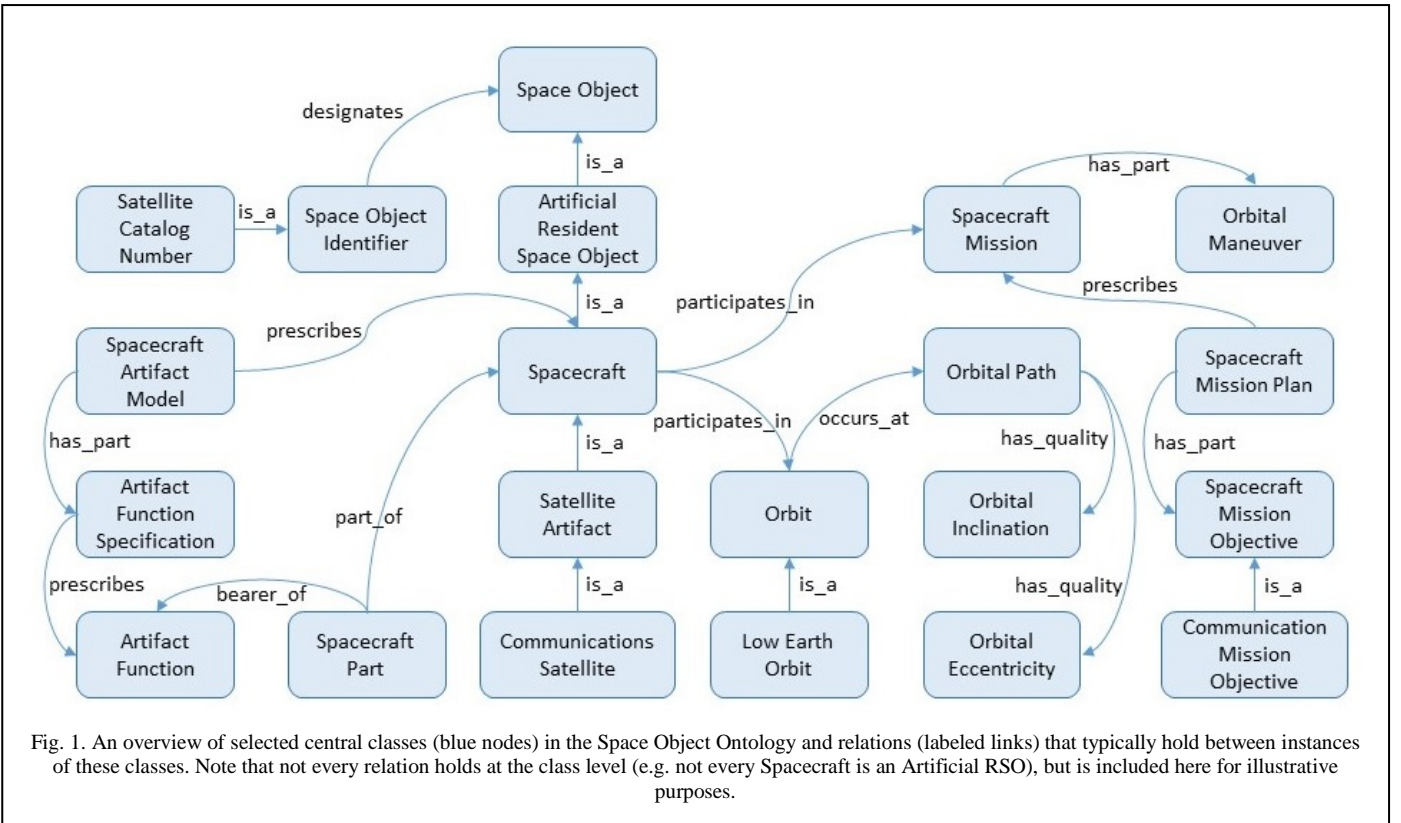 Space Object
designates
is_a
Satellite
Catalog
Number
is_a
Space Object
Identifier
Artificial
Resident
Space Object
Spacecraft
Mission
has_part
Orbital
Maneuver
is_a
participates_in
prescribes
prescribes
Spacecraft
Artifact
Model
Spacecraft
Orbital Path
Spacecraft
Mission Plan
has_part
participates_in
occurs_at
has_quality
has_part
is_a
Artifact
Function
Specification
part_of
Satellite
Artifact
Orbit
Orbital
Inclination
Spacecraft
Mission
Objective
prescribes
bearer_of
is_a
is_a
has_quality
is_a
Artifact
Function
Spacecraft
Part
Communications
Satellite
Low Earth
Orbit
Orbital
Eccentricity
Communication
Mission
Objective
Fig. 1. An overview of selected central classes (blue nodes) in the Space Object Ontology and relations (labeled links) that typically hold between instances
of these classes. Note that not every relation holds at the class level (e.g. not every Spacecraft is an Artificial RSO), but is included here for illustrative
purposes.